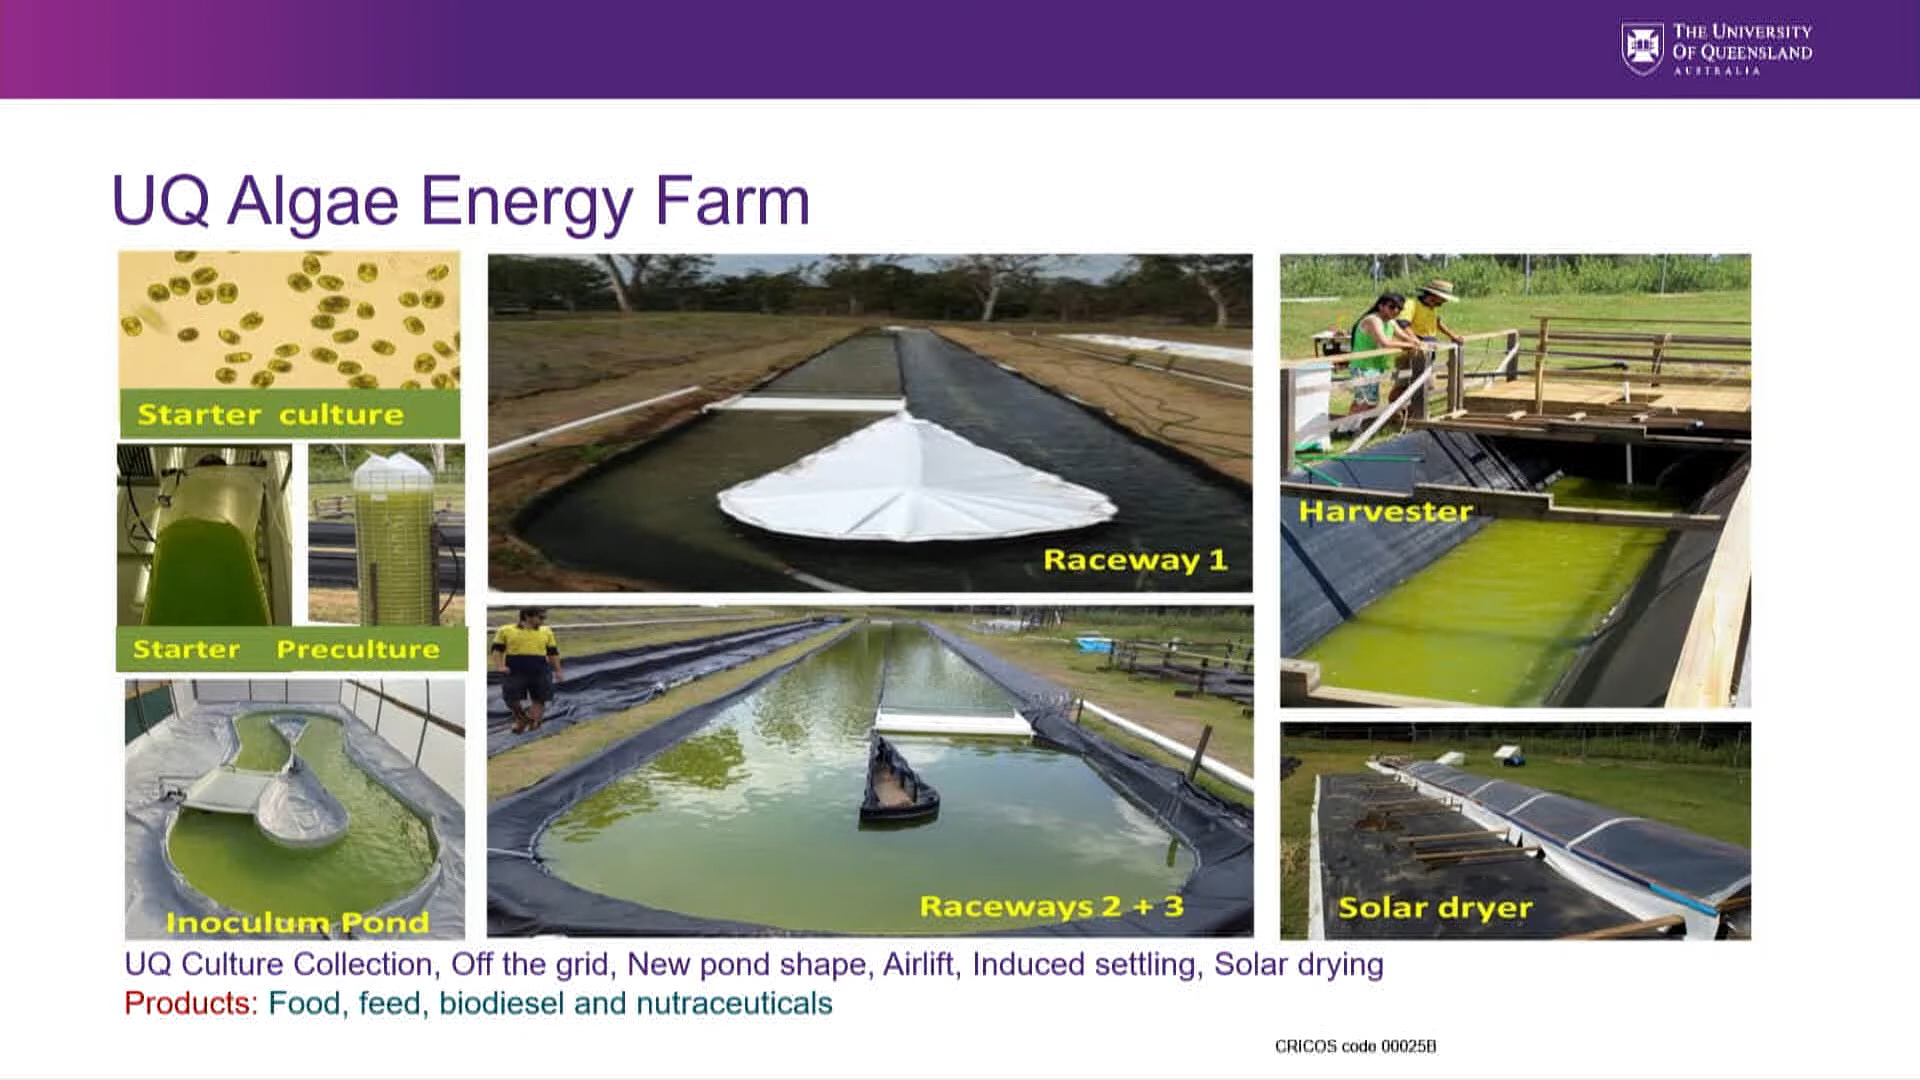 THE UNIVERSITY
OF QUEENSLAND
AUSTRALIA
UQ Algae Energy Farm
Starter culture
Starter Preculture
Inoculum Pond
Raceway 1
Raceways 2 + 3
Harvester
Solar dryer
UQ Culture Collection, Off the grid, New pond shape, Airlift, Induced settling, Solar drying
Products: Food, feed, biodiesel and nutraceuticals
CRICOS code 00025B